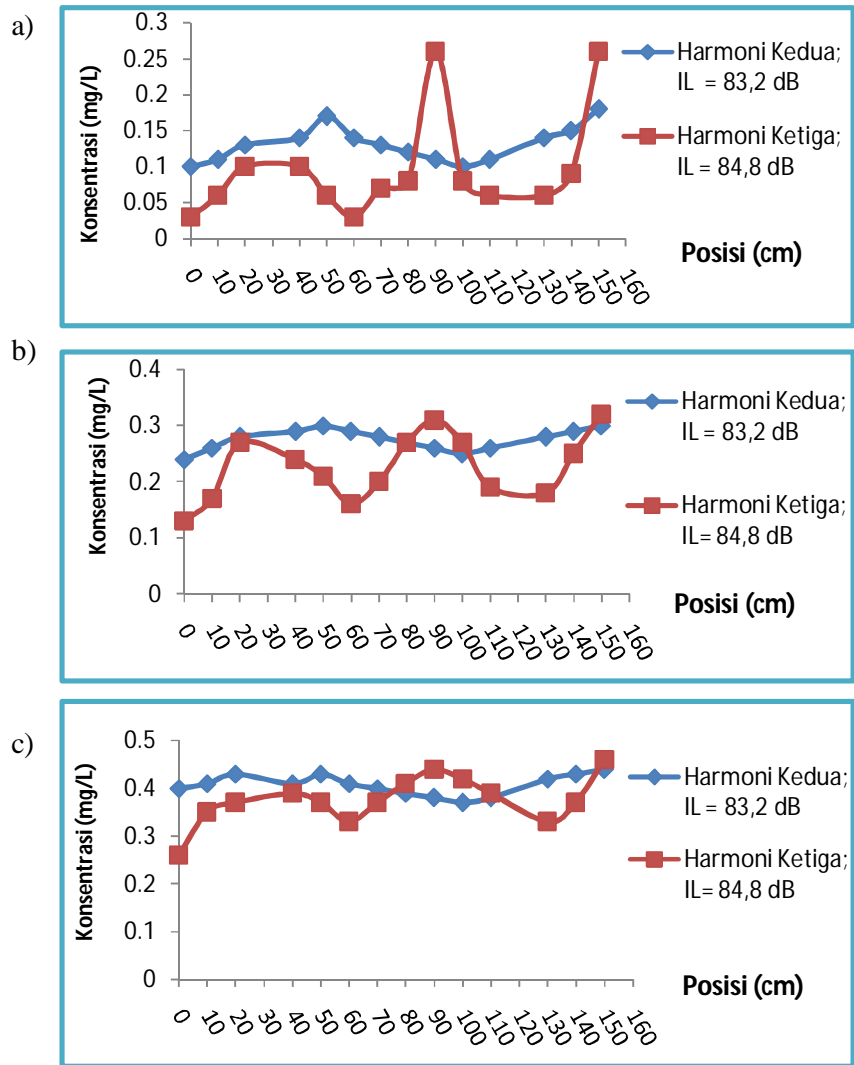 a)
Konsentrasi (mg/L)
0.3
0.25
0.2
0.15
0.1
0.05
0
0 10 20 30 40 50 60 70 80 90 100 110 120 130 140 150 160
Posisi (cm)
Harmoni Kedua;
IL = 83,2 dB
Harmoni Ketiga;
IL = 84,8 dB
b)
Konsentrasi (mg/L)
0.4
0.3
0.2
0.1
0
0 10 20 30 40 50 60 70 80 90 100 110 120 130 140 150 160
Posisi (cm)
Harmoni Kedua;
IL = 83,2 dB
Harmoni Ketiga;
IL= 84,8 dB
c)
Konsentrasi (mg/L)
0.5
0.4
0.3
0.2
0.1
0
0 10 20 30 40 50 60 70 80 90 100 110 120 130 140 150 160
Posisi (cm)
Harmoni Kedua;
IL= 83,2 dB
Harmoni Ketiga;
IL= 84,8 dB